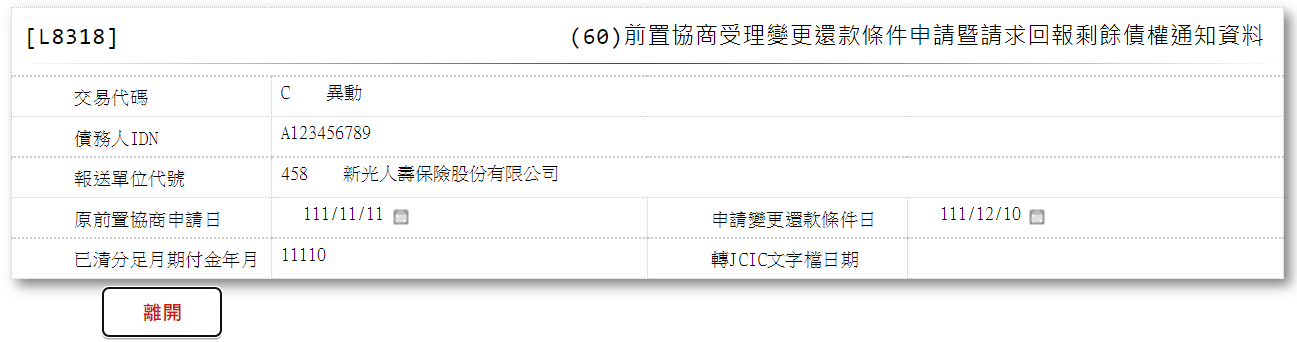 [L8318] (60)前置協商受理變更還款條件申請暨請求回報剩餘債權通知資料
交易代碼 C 異動
債務人IDN A123456789
報送單位代號 458 新光人壽保險股份有限公司
原前置協商申請日 111/11/11 申請變更還款條件日 111/12/10
已清分足月期付金年月 11110 轉JCIC文字檔日期
離開